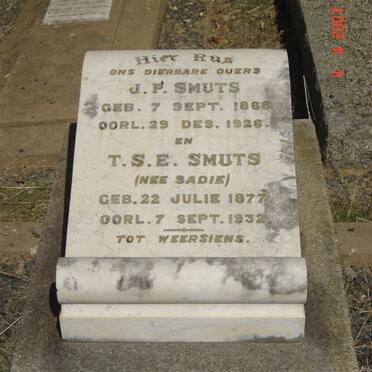 Hier Rus
ONS DIERBARE OUERS
J.P. SMUTS
GEB. 7 SEPT. 1868
OORL. 29 DES. 1926.
EN
T.S.E. SMUTS
(NEE SADIE)
GEB. 22 JULIE 1877
OORL. 7 SEPT. 1932
TOT WEERSIENS.